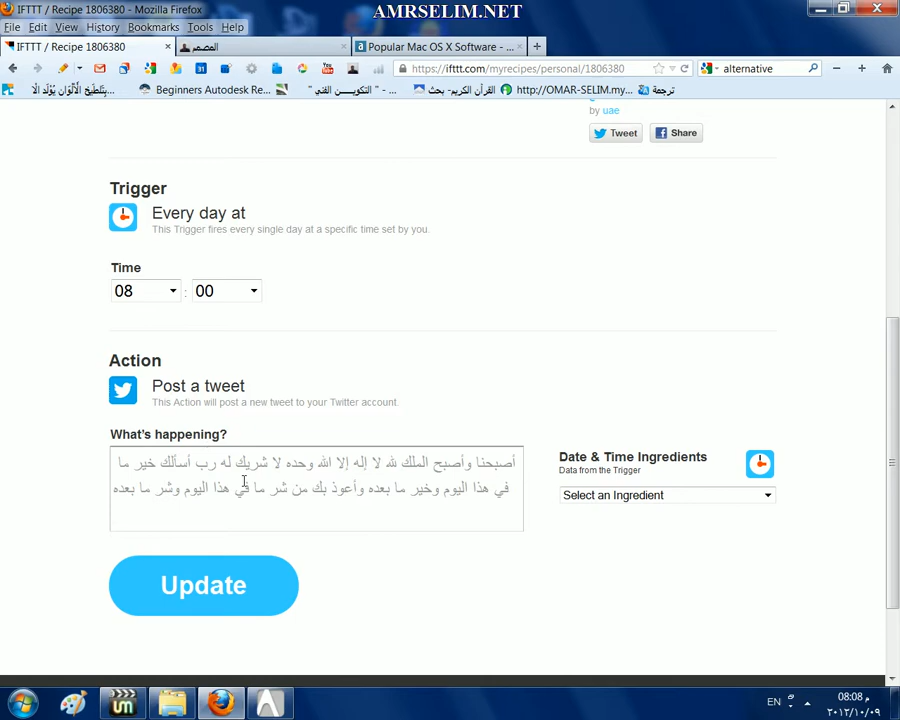 IFTTT / Recipe 1806380 - Mozilla Firefox
AMRSELIM.NET
File Edit View History Bookmarks Tools Help
IFTTT / Recipe 1806380
المصمم
Popular Mac OS X Software - ...
https://ifttt.com/myrecipes/personal/1806380
alternative
Beginners Autodesk Re...
" التكويـــن الفني " - ...
القرآن الكريم- بحث
http://OMAR-SELIM.my...
ترجمة
by uae
Tweet
Share
Trigger
Every day at
This Trigger fires every single day at a specific time set by you.
Time
08 : 00
Action
Post a tweet
This Action will post a new tweet to your Twitter account.
What's happening?
أصبحنا وأصبح الملك لله لا إله إلا الله وحده لا شريك له رب أسألك خير ما
في هذا اليوم وخير ما بعده وأعوذ بك من شر ما في هذا اليوم وشر ما بعده
Date & Time Ingredients
Data from the Trigger
Select an Ingredient
Update
EN
08:08 م
٢٠١٣/١٠/٠٩